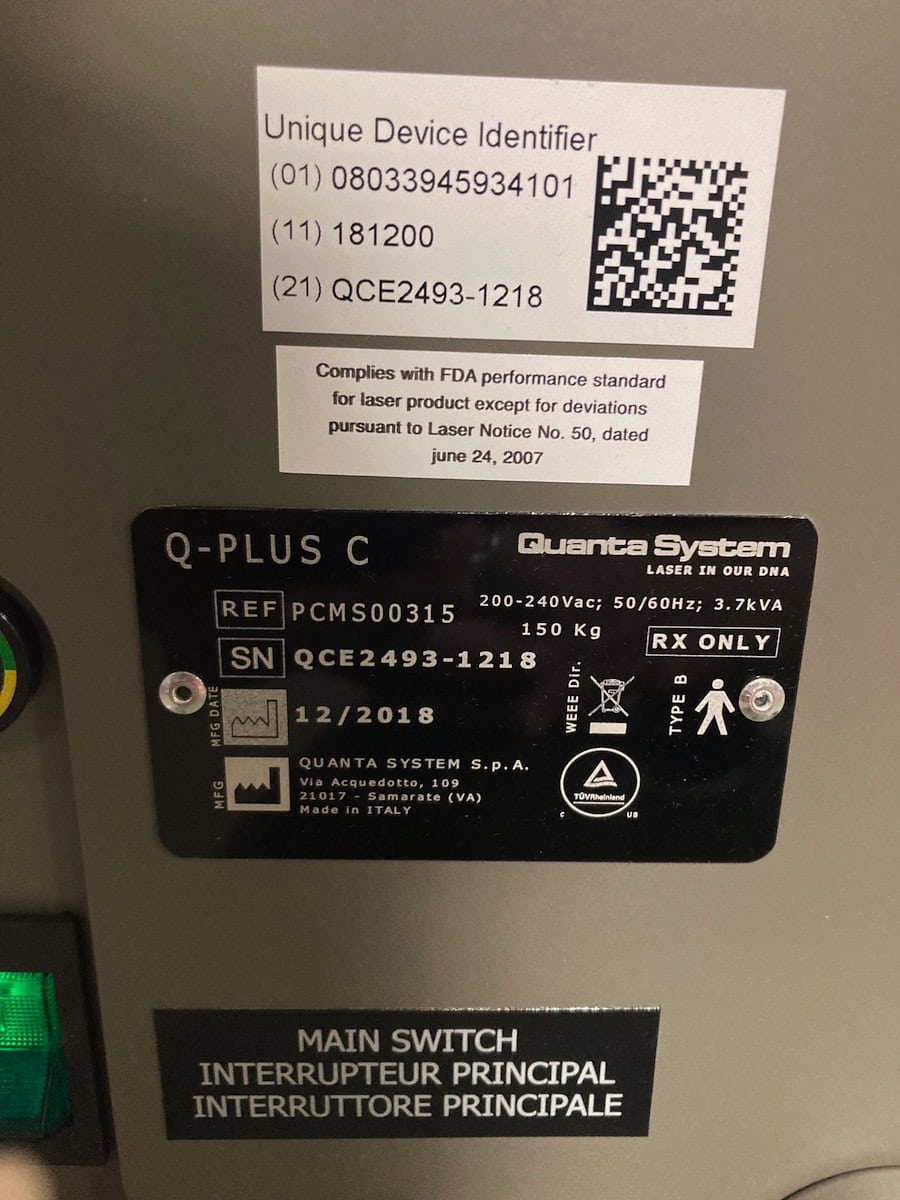 Unique Device Identifier
(01) 08033945934101
(11) 181200
(21) QCE2493-1218
Complies with FDA performance standard
for laser product except for deviations
pursuant to Laser Notice No. 50, dated
june 24, 2007
Q-PLUS C
Quanta System
LASER IN OUR DNA
REF PCMS00315
200-240Vac; 50/60Hz; 3.7kVA
150 Kg
RX ONLY
SN QCE2493-1218
MFG DATE 12/2018
WEEE Dir.
TYPE B
MFG
QUANTA SYSTEM S.p.A.
Via Acquedotto, 109
21017 - Samarate (VA)
Made in ITALY
TÜVRheinland
C US
MAIN SWITCH
INTERRUPTEUR PRINCIPAL
INTERRUTTORE PRINCIPALE